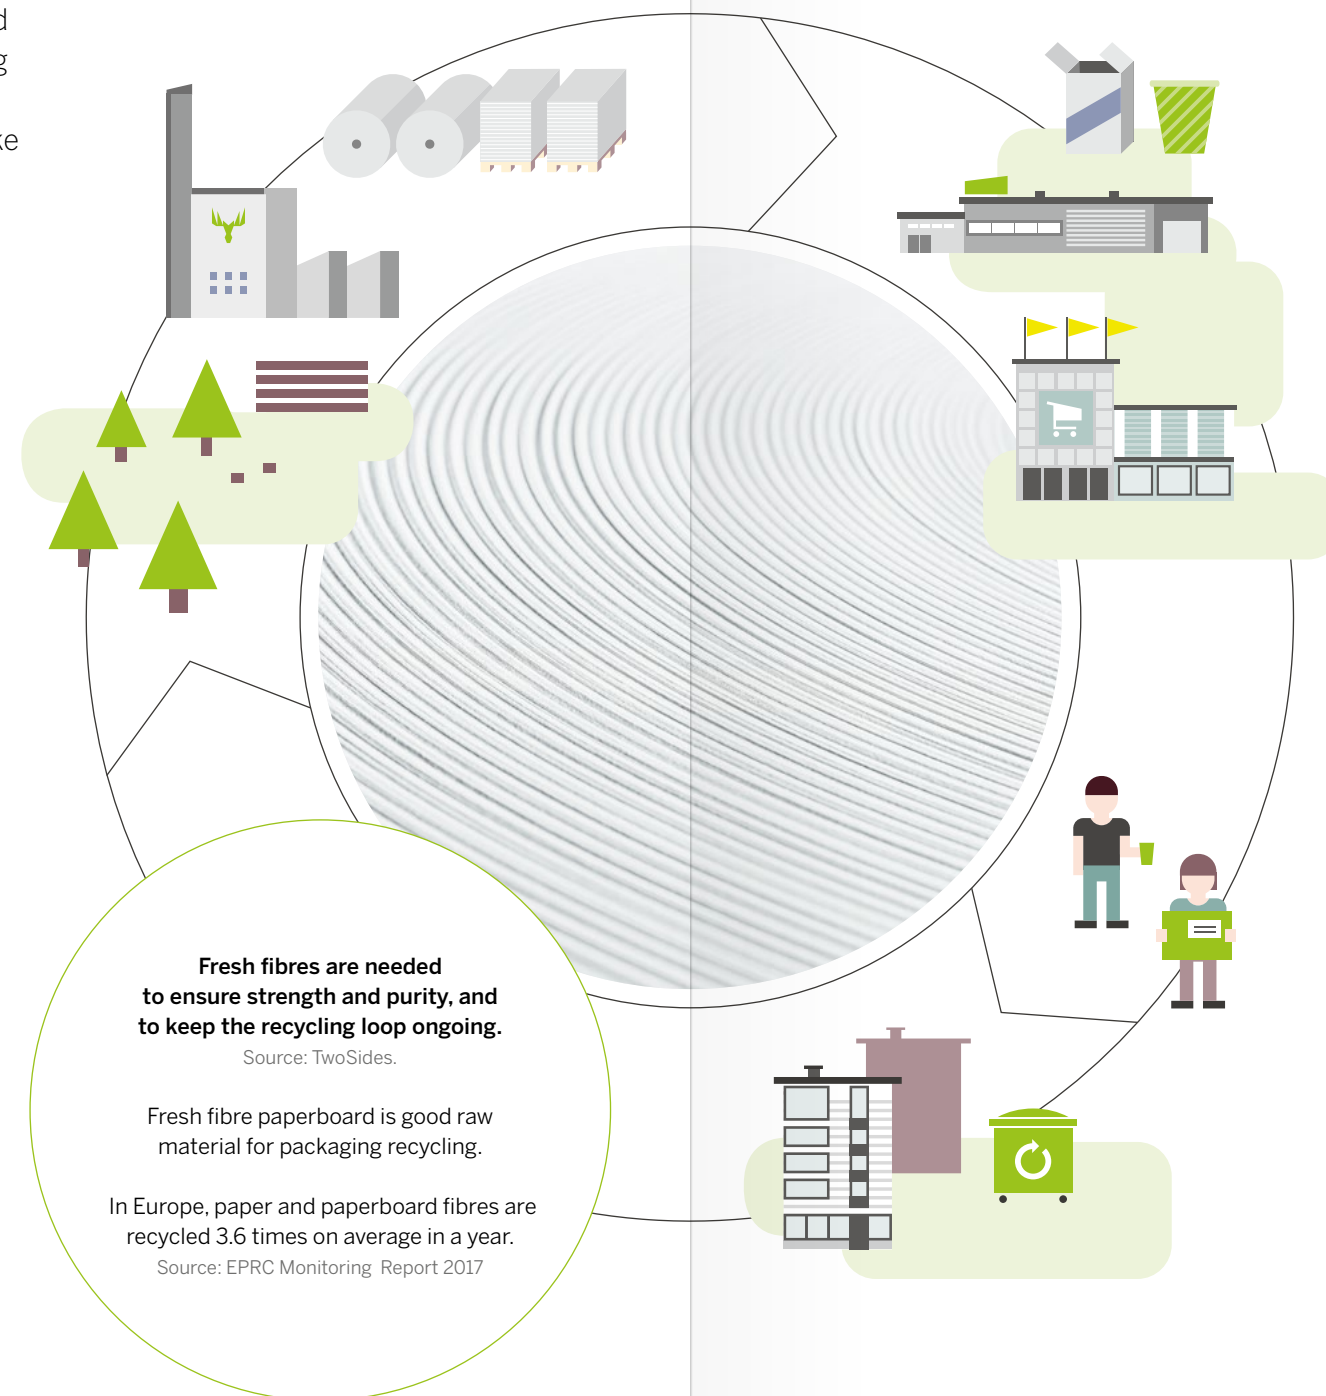 Fresh fibres are needed
to ensure strength and purity, and
to keep the recycling loop ongoing.
Source: TwoSides.
Fresh fibre paperboard is good raw
material for packaging recycling.
In Europe, paper and paperboard fibres are
recycled 3.6 times on average in a year.
Source: EPRC Monitoring Report 2017